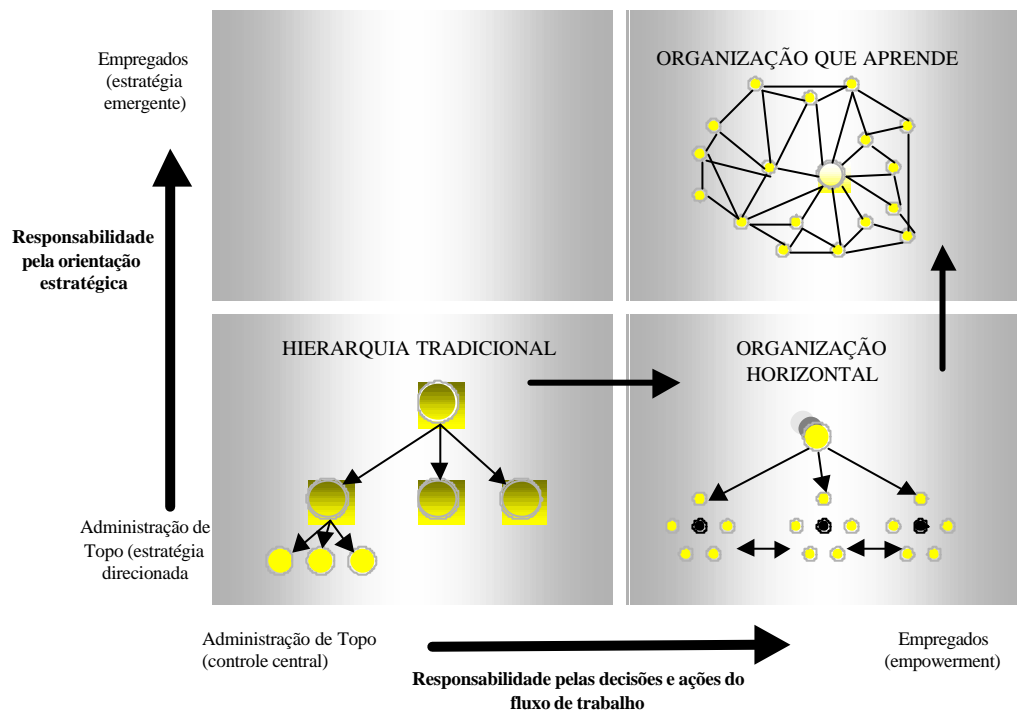 Empregados
(estratégia
emergente)
ORGANIZAÇÃO QUE APRENDE
Responsabilidade
pela orientação
estratégica
HIERARQUIA TRADICIONAL
ORGANIZAÇÃO
HORIZONTAL
Administração de
Topo (estratégia
direcionada
Administração de Topo
(controle central)
Empregados
(empowerment)
Responsabilidade pelas decisões e ações do
fluxo de trabalho